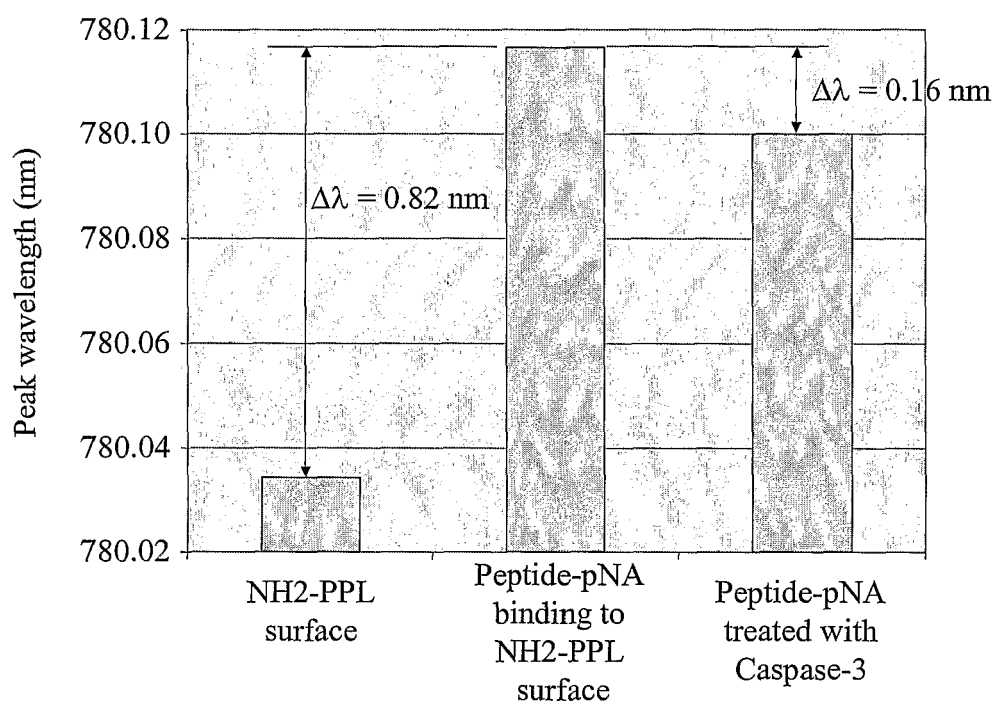 780.12
780.10
780.08
780.06
780.04
780.02
Peak wavelength (nm)
Δλ = 0.82 nm
Δλ = 0.16 nm
NH2-PPL
surface
Peptide-pNA
binding to
NH2-PPL
surface
Peptide-pNA
treated with
Caspase-3